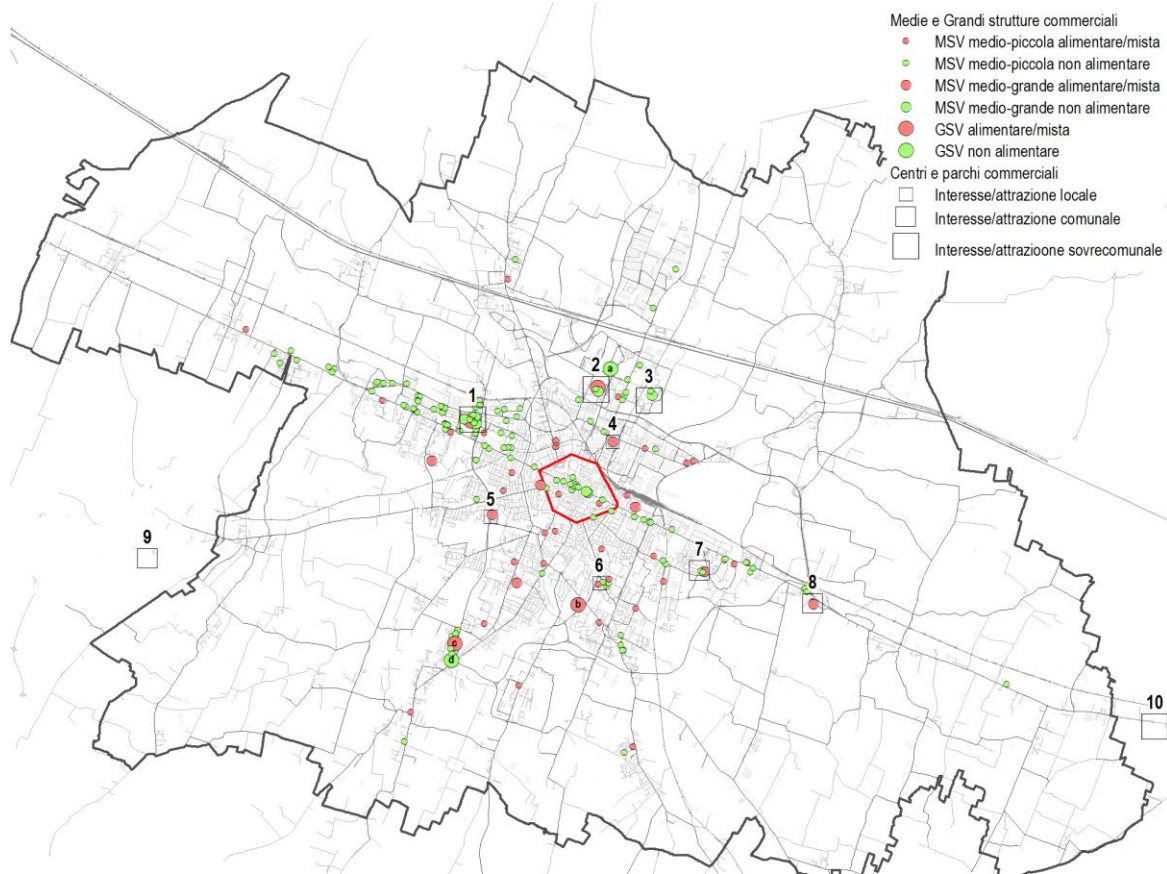 Medie e Grandi strutture commerciali
MSV medio-piccola alimentare/mista
MSV medio-piccola non alimentare
MSV medio-grande alimentare/mista
MSV medio-grande non alimentare
GSV alimentare/mista
GSV non alimentare
Centri e parchi commerciali
Interesse/attrazione locale
Interesse/attrazione comunale
Interesse/attrazioone sovrecomunale
2
a
3
1
4
5
9
7
6
8
b
c
d
10